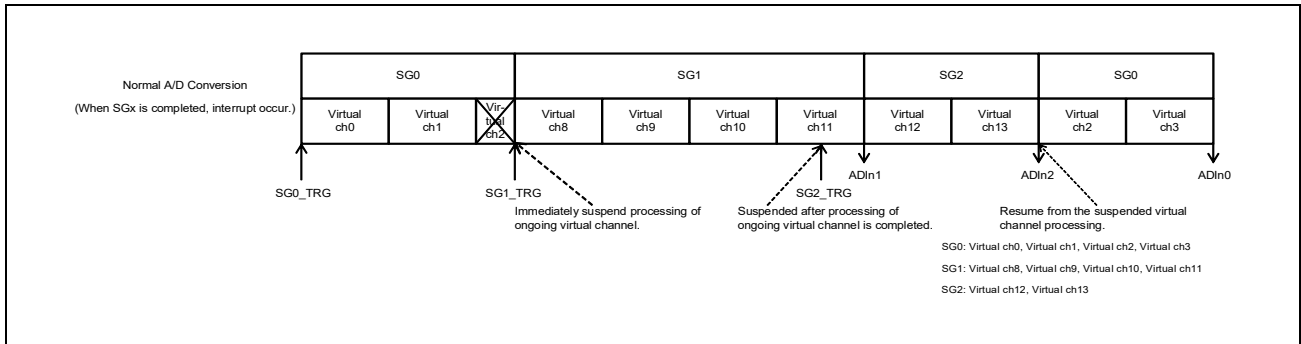 Normal A/D Conversion
(When SGx is completed, interrupt occur.)
SG0 SG1 SG2 SG0
Virtual ch0
Virtual ch1
Vir-tual ch2
Virtual ch8
Virtual ch9
Virtual ch10
Virtual ch11
Virtual ch12
Virtual ch13
Virtual ch2
Virtual ch3
SG0_TRG
SG1_TRG
SG2_TRG
ADIn1
ADIn2
ADIn0
Immediately suspend processing of
ongoing virtual channel.
Suspended after processing of
ongoing virtual channel is completed.
Resume from the suspended virtual
channel processing.
SG0: Virtual ch0, Virtual ch1, Virtual ch2, Virtual ch3
SG1: Virtual ch8, Virtual ch9, Virtual ch10, Virtual ch11
SG2: Virtual ch12, Virtual ch13